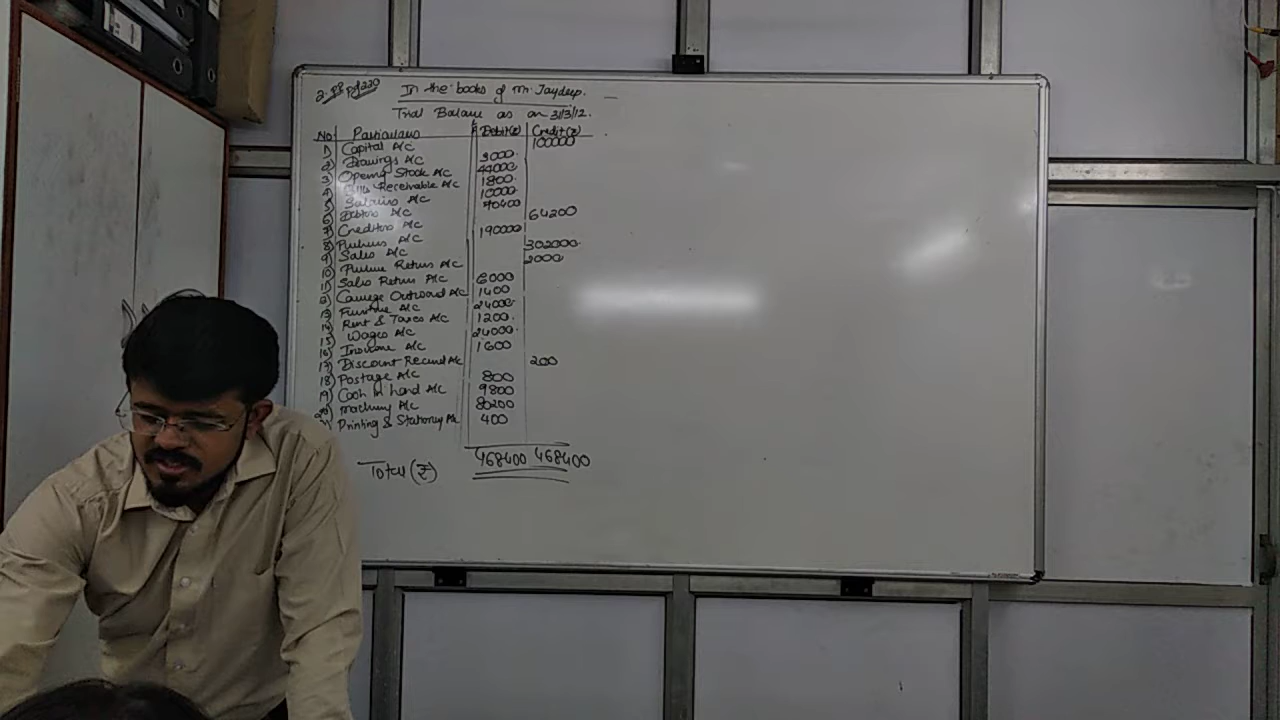 In the books of Mr. Jaydeep.
Trial Balance as on 31/3/12.
No Particulars Debit(₹) Credit(₹)
1) Capital A/c 100000
2) Drawings A/c 3000
3) Opening Stock A/c 44000
4) Bills Receivable A/c 1800
5) Salaries A/c 10000
6) Debtors A/c 70400
7) Creditors A/c 64200
8) Purchases A/c 190000
9) Sales A/c 302000
10) Purchase Return A/c 2000
11) Sales Return A/c 6000
12) Carriage Outward A/c 1400
13) Furniture A/c 24000
14) Rent & Taxes A/c 1200
15) Wages A/c 24000
16) Insurance A/c 1600
17) Discount Received A/c 200
18) Postage A/c 800
19) Cash in hand A/c 9800
20) Machinery A/c 80200
21) Printing & Stationery A/c 400
Total (₹) 468400 468400